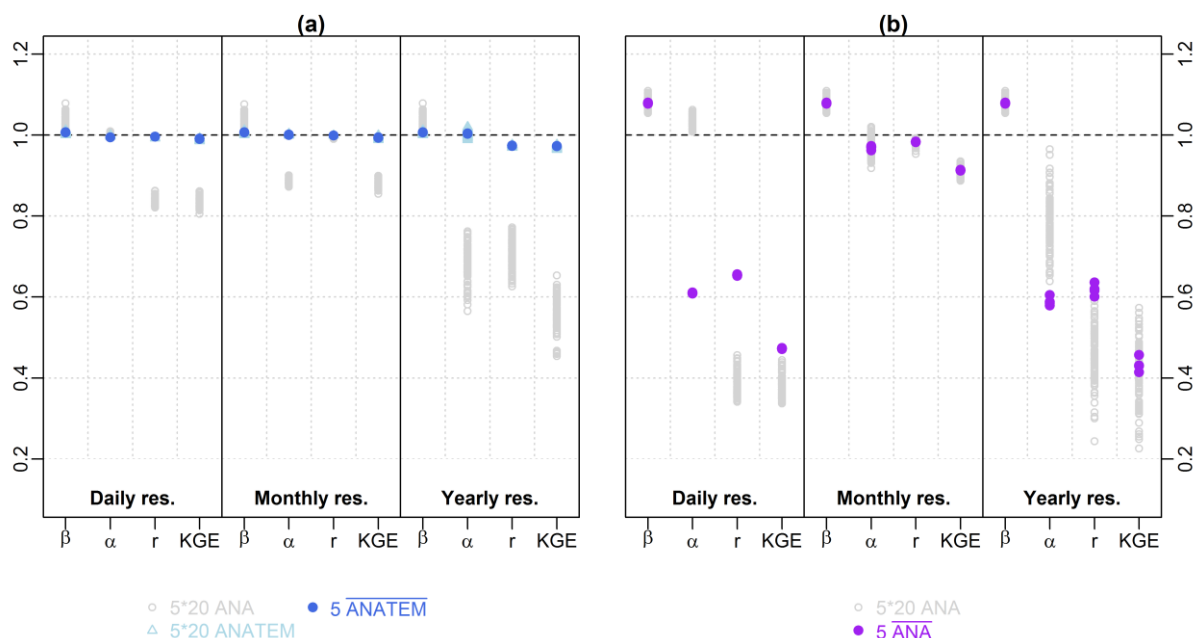 (a)
(b)
1.2
1.0
0.8
0.6
0.4
0.2
Daily res.
Monthly res.
Yearly res.
β α r KGE β α r KGE β α r KGE
5*20 ANA
5*20 ANATEM
5 ANATEM
1.2
1.0
0.8
0.6
0.4
0.2
Daily res.
Monthly res.
Yearly res.
β α r KGE β α r KGE β α r KGE
5*20 ANA
5 ANA